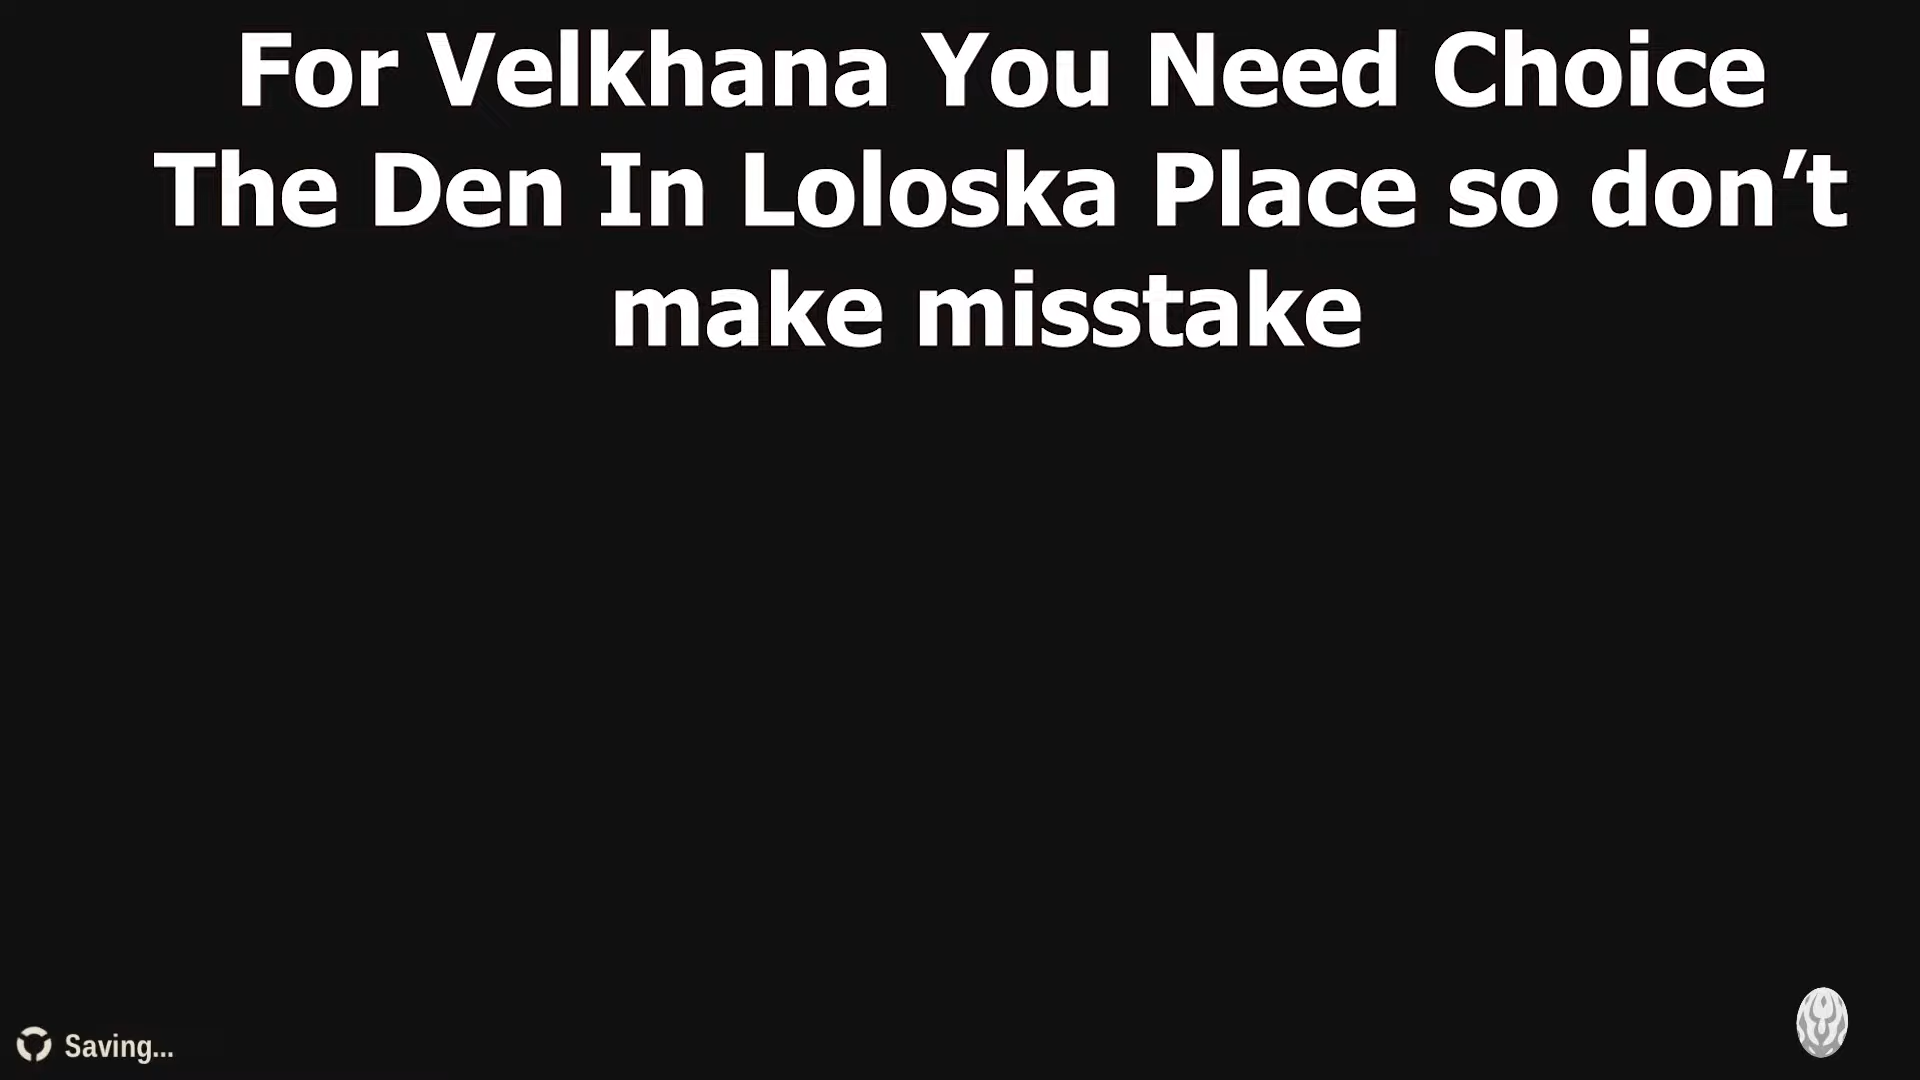 For Velkhana You Need Choice
The Den In Loloska Place so don’t
make misstake
Saving...